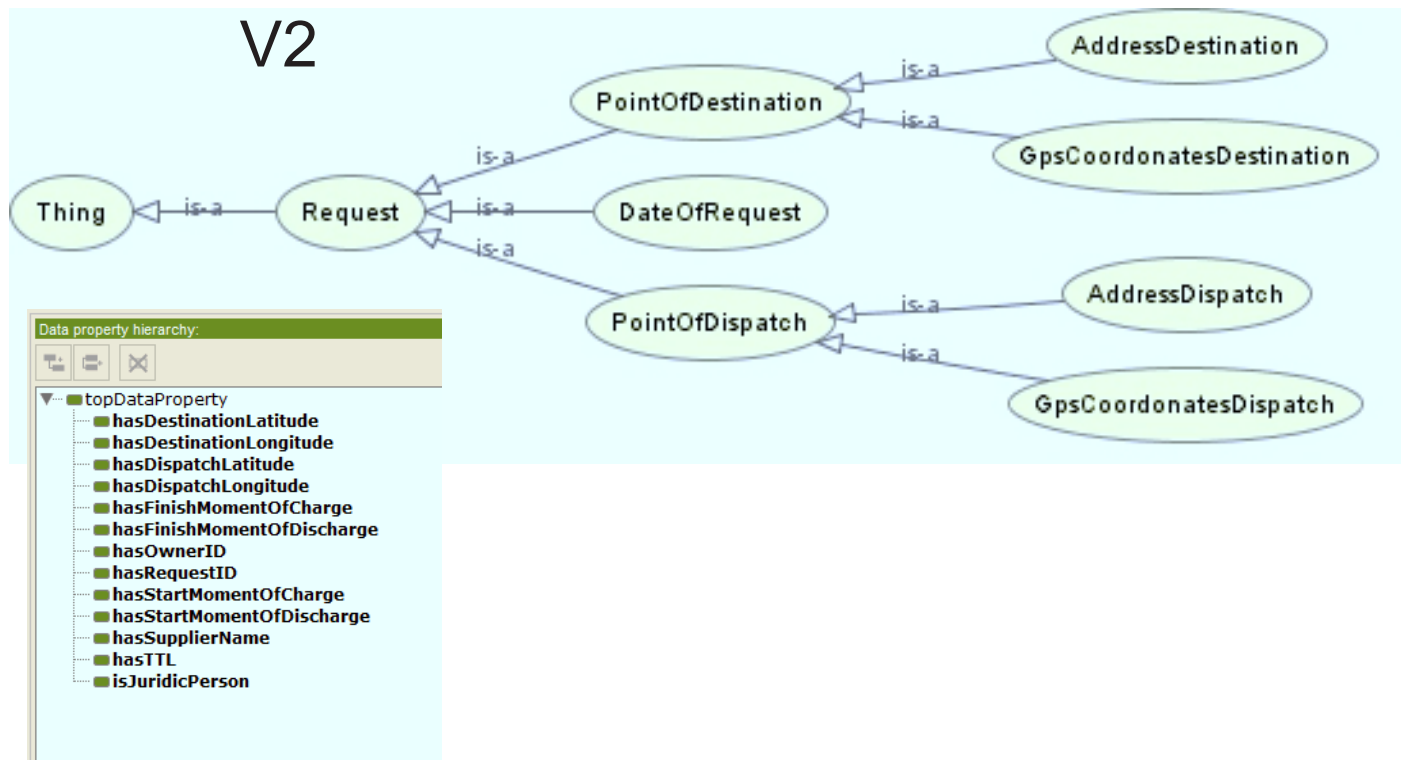 V2
AddressDestination
is-a
PointOfDestination
is-a
GpsCoordonatesDestination
is-a
Thing
is-a
Request
is-a
DateOfRequest
is-a
AddressDispatch
is-a
PointOfDispatch
is-a
GpsCoordonatesDispatch
Data property hierarchy:
topDataProperty
hasDestinationLatitude
hasDestinationLongitude
hasDispatchLatitude
hasDispatchLongitude
hasFinishMomentOfCharge
hasFinishMomentOfDischarge
hasOwnerID
hasRequestID
hasStartMomentOfCharge
hasStartMomentOfDischarge
hasSupplierName
hasTTL
isJuridicPerson